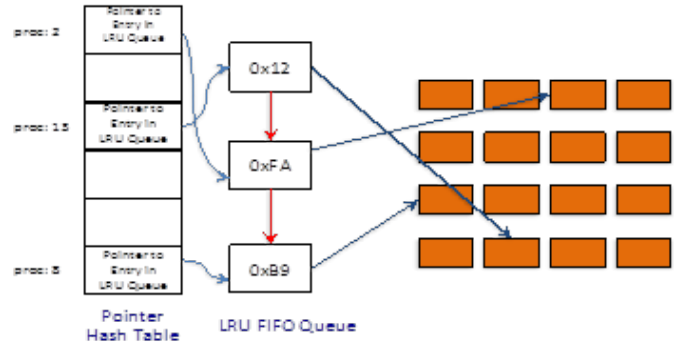 proc: 2
Pointer to
Entry in
LRU Queue
proc: 13
Pointer to
Entry in
LRU Queue
proc: 8
Pointer to
Entry in
LRU Queue
0x12
0xFA
0xB9
Pointer
Hash Table
LRU FIFO Queue